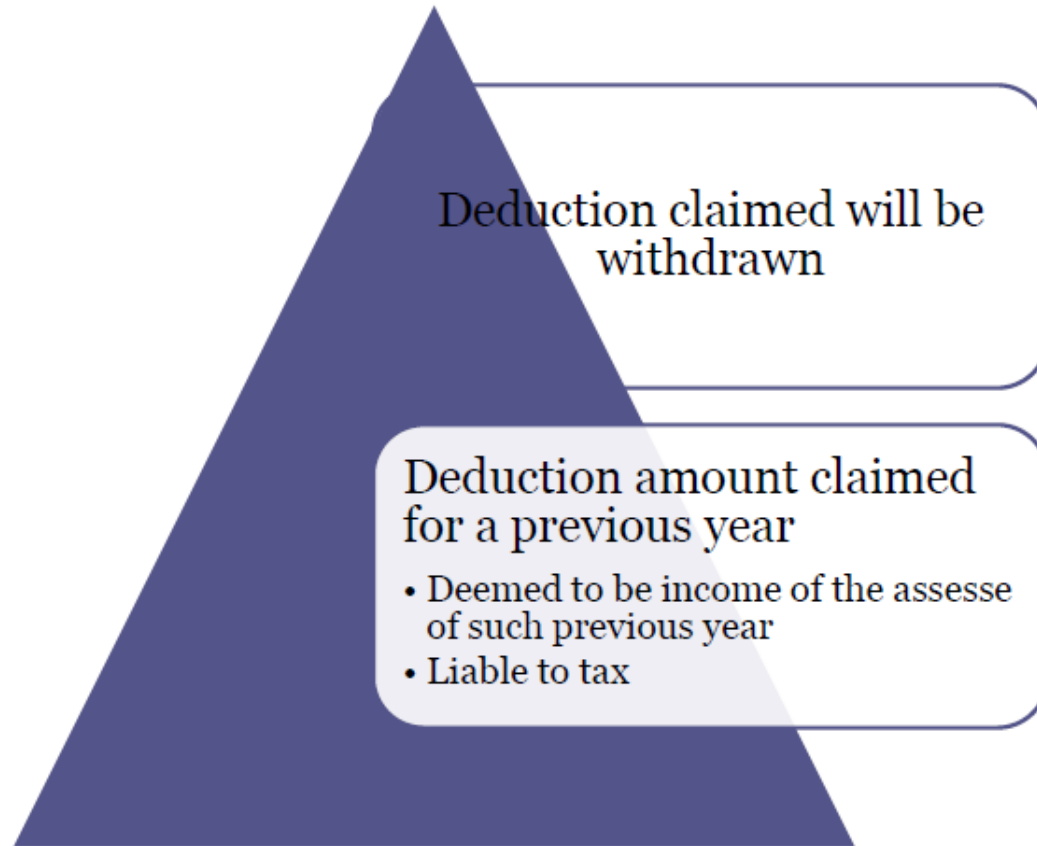 Deduction claimed will be
withdrawn
Deduction amount claimed
for a previous year
• Deemed to be income of the assesse
of such previous year
• Liable to tax